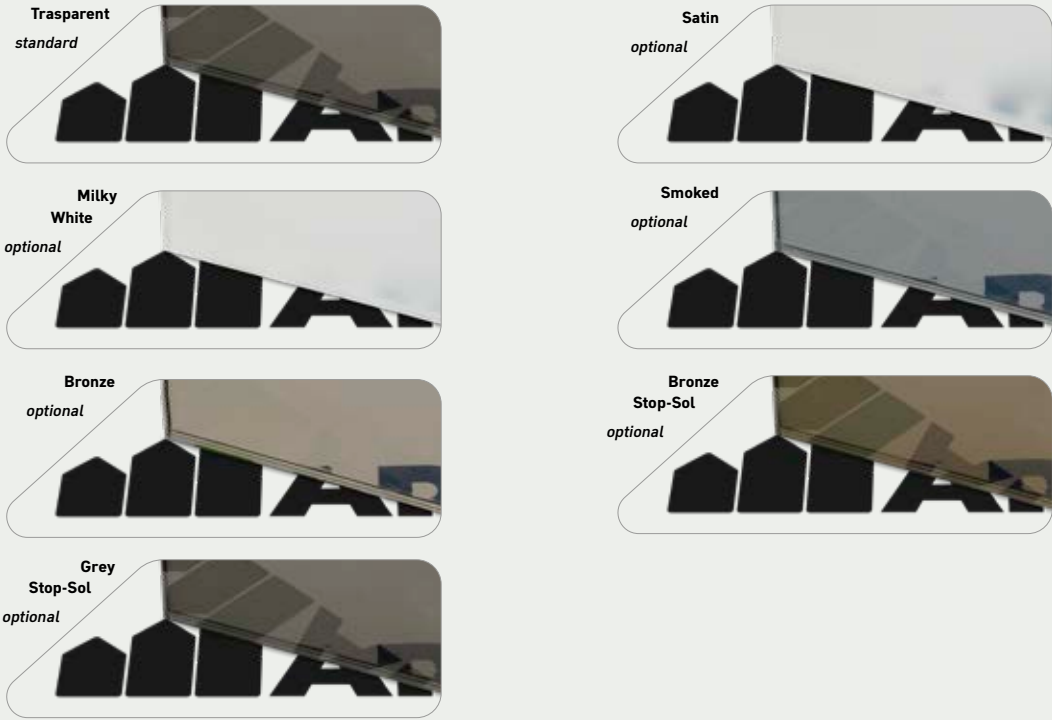 Trasparent
standard
Satin
optional
Milky
White
optional
Smoked
optional
Bronze
optional
Bronze
Stop-Sol
optional
Grey
Stop-Sol
optional